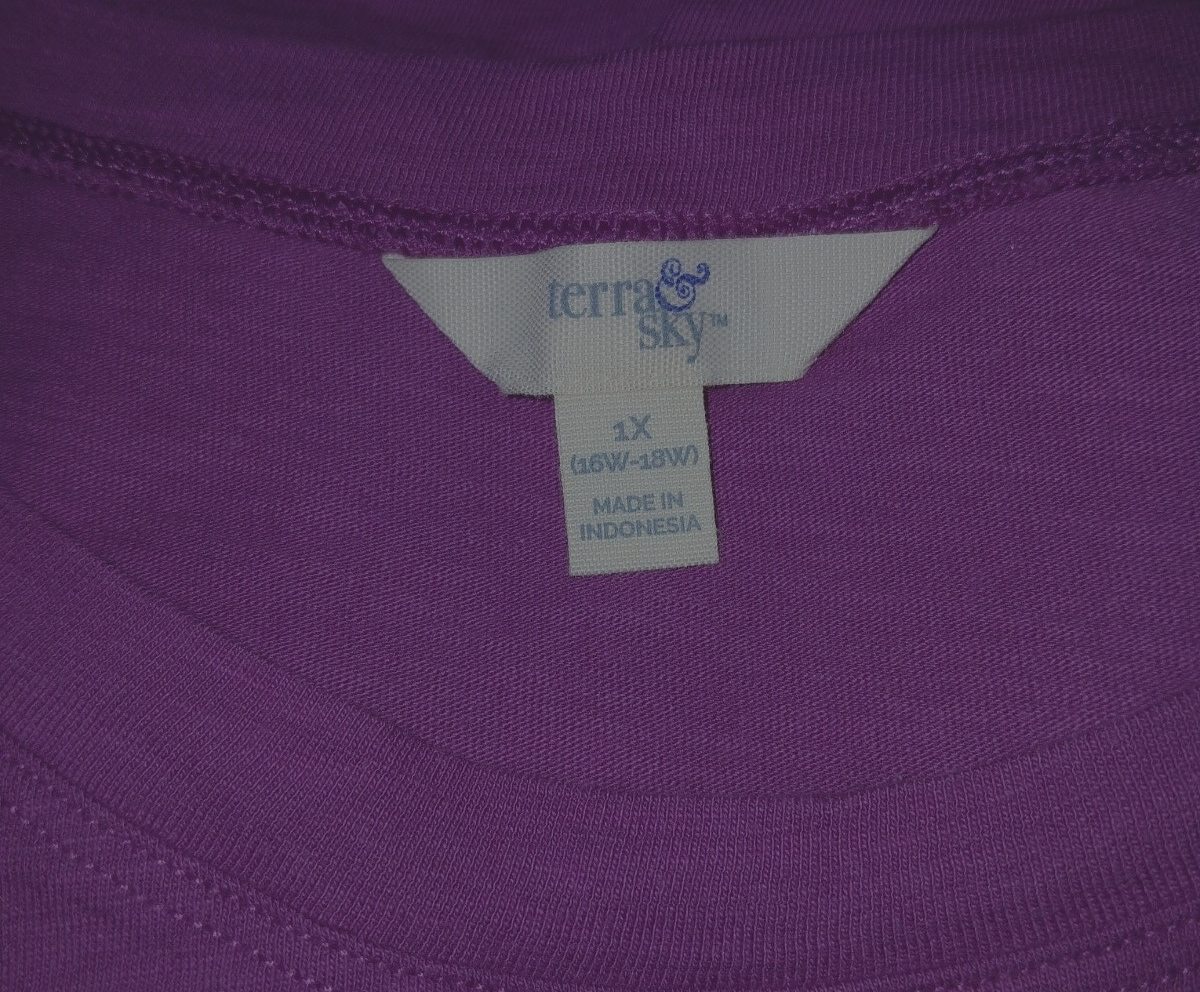 terra &
sky™
1X
(16W-18W)
MADE IN
INDONESIA